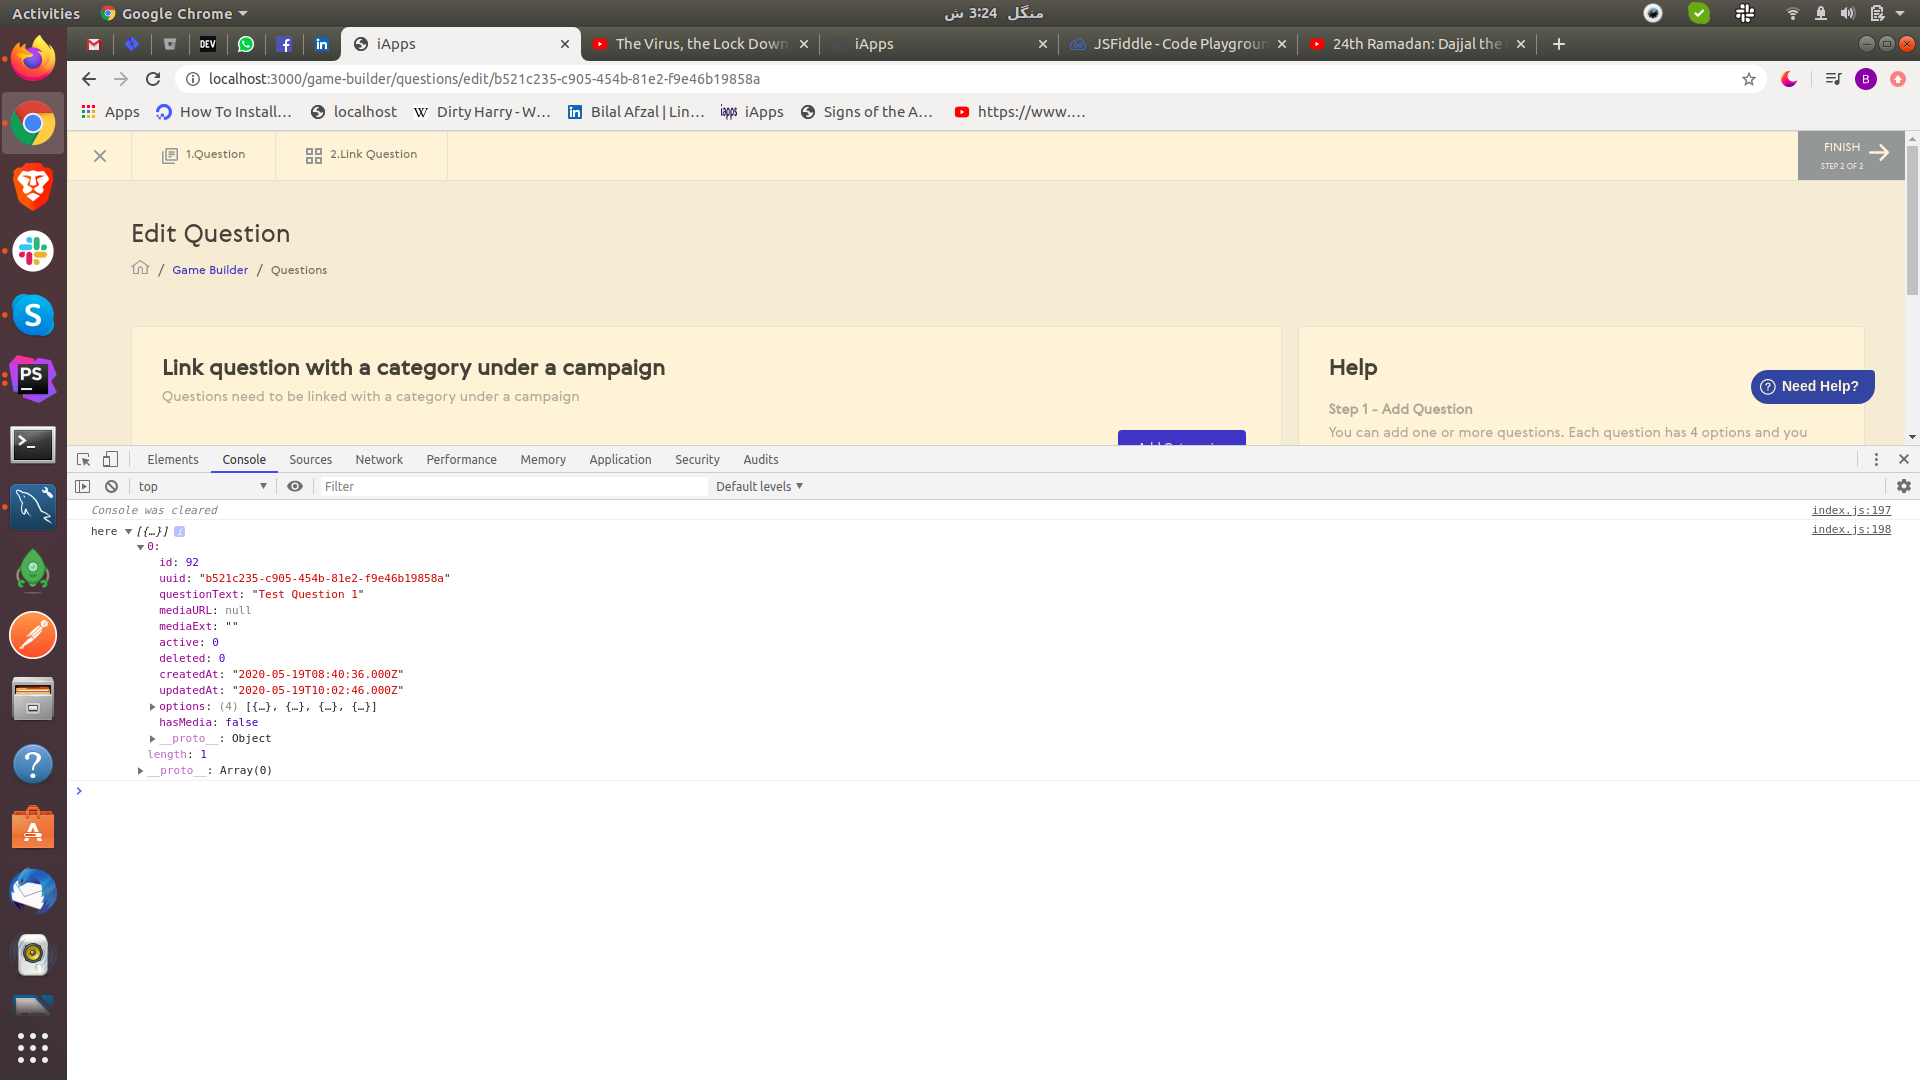 Activities
Google Chrome
منگل 3:24 ش
iApps
The Virus, the Lock Down
iApps
JSFiddle - Code Playgroun
24th Ramadan: Dajjal the
localhost:3000/game-builder/questions/edit/b521c235-c905-454b-81e2-f9e46b19858a
B
Apps
How To Install...
localhost
W
Dirty Harry - W...
Bilal Afzal | Lin...
iApps
Signs of the A...
https://www....
1.Question
2.Link Question
FINISH
STEP 2 OF 2
Edit Question
/ Game Builder / Questions
Link question with a category under a campaign
Questions need to be linked with a category under a campaign
Help
Need Help?
Step 1 - Add Question
You can add one or more questions. Each question has 4 options and you
Elements
Console
Sources
Network
Performance
Memory
Application
Security
Audits
top
Filter
Default levels
Console was cleared
index.js:197
here [{…}] i
index.js:198
0:
id: 92
uuid: "b521c235-c905-454b-81e2-f9e46b19858a"
questionText: "Test Question 1"
mediaURL: null
mediaExt: ""
active: 0
deleted: 0
createdAt: "2020-05-19T08:40:36.000Z"
updatedAt: "2020-05-19T10:02:46.000Z"
options: (4) [{…}, {…}, {…}, {…}]
hasMedia: false
__proto__: Object
length: 1
__proto__: Array(0)
DEV
PS
S